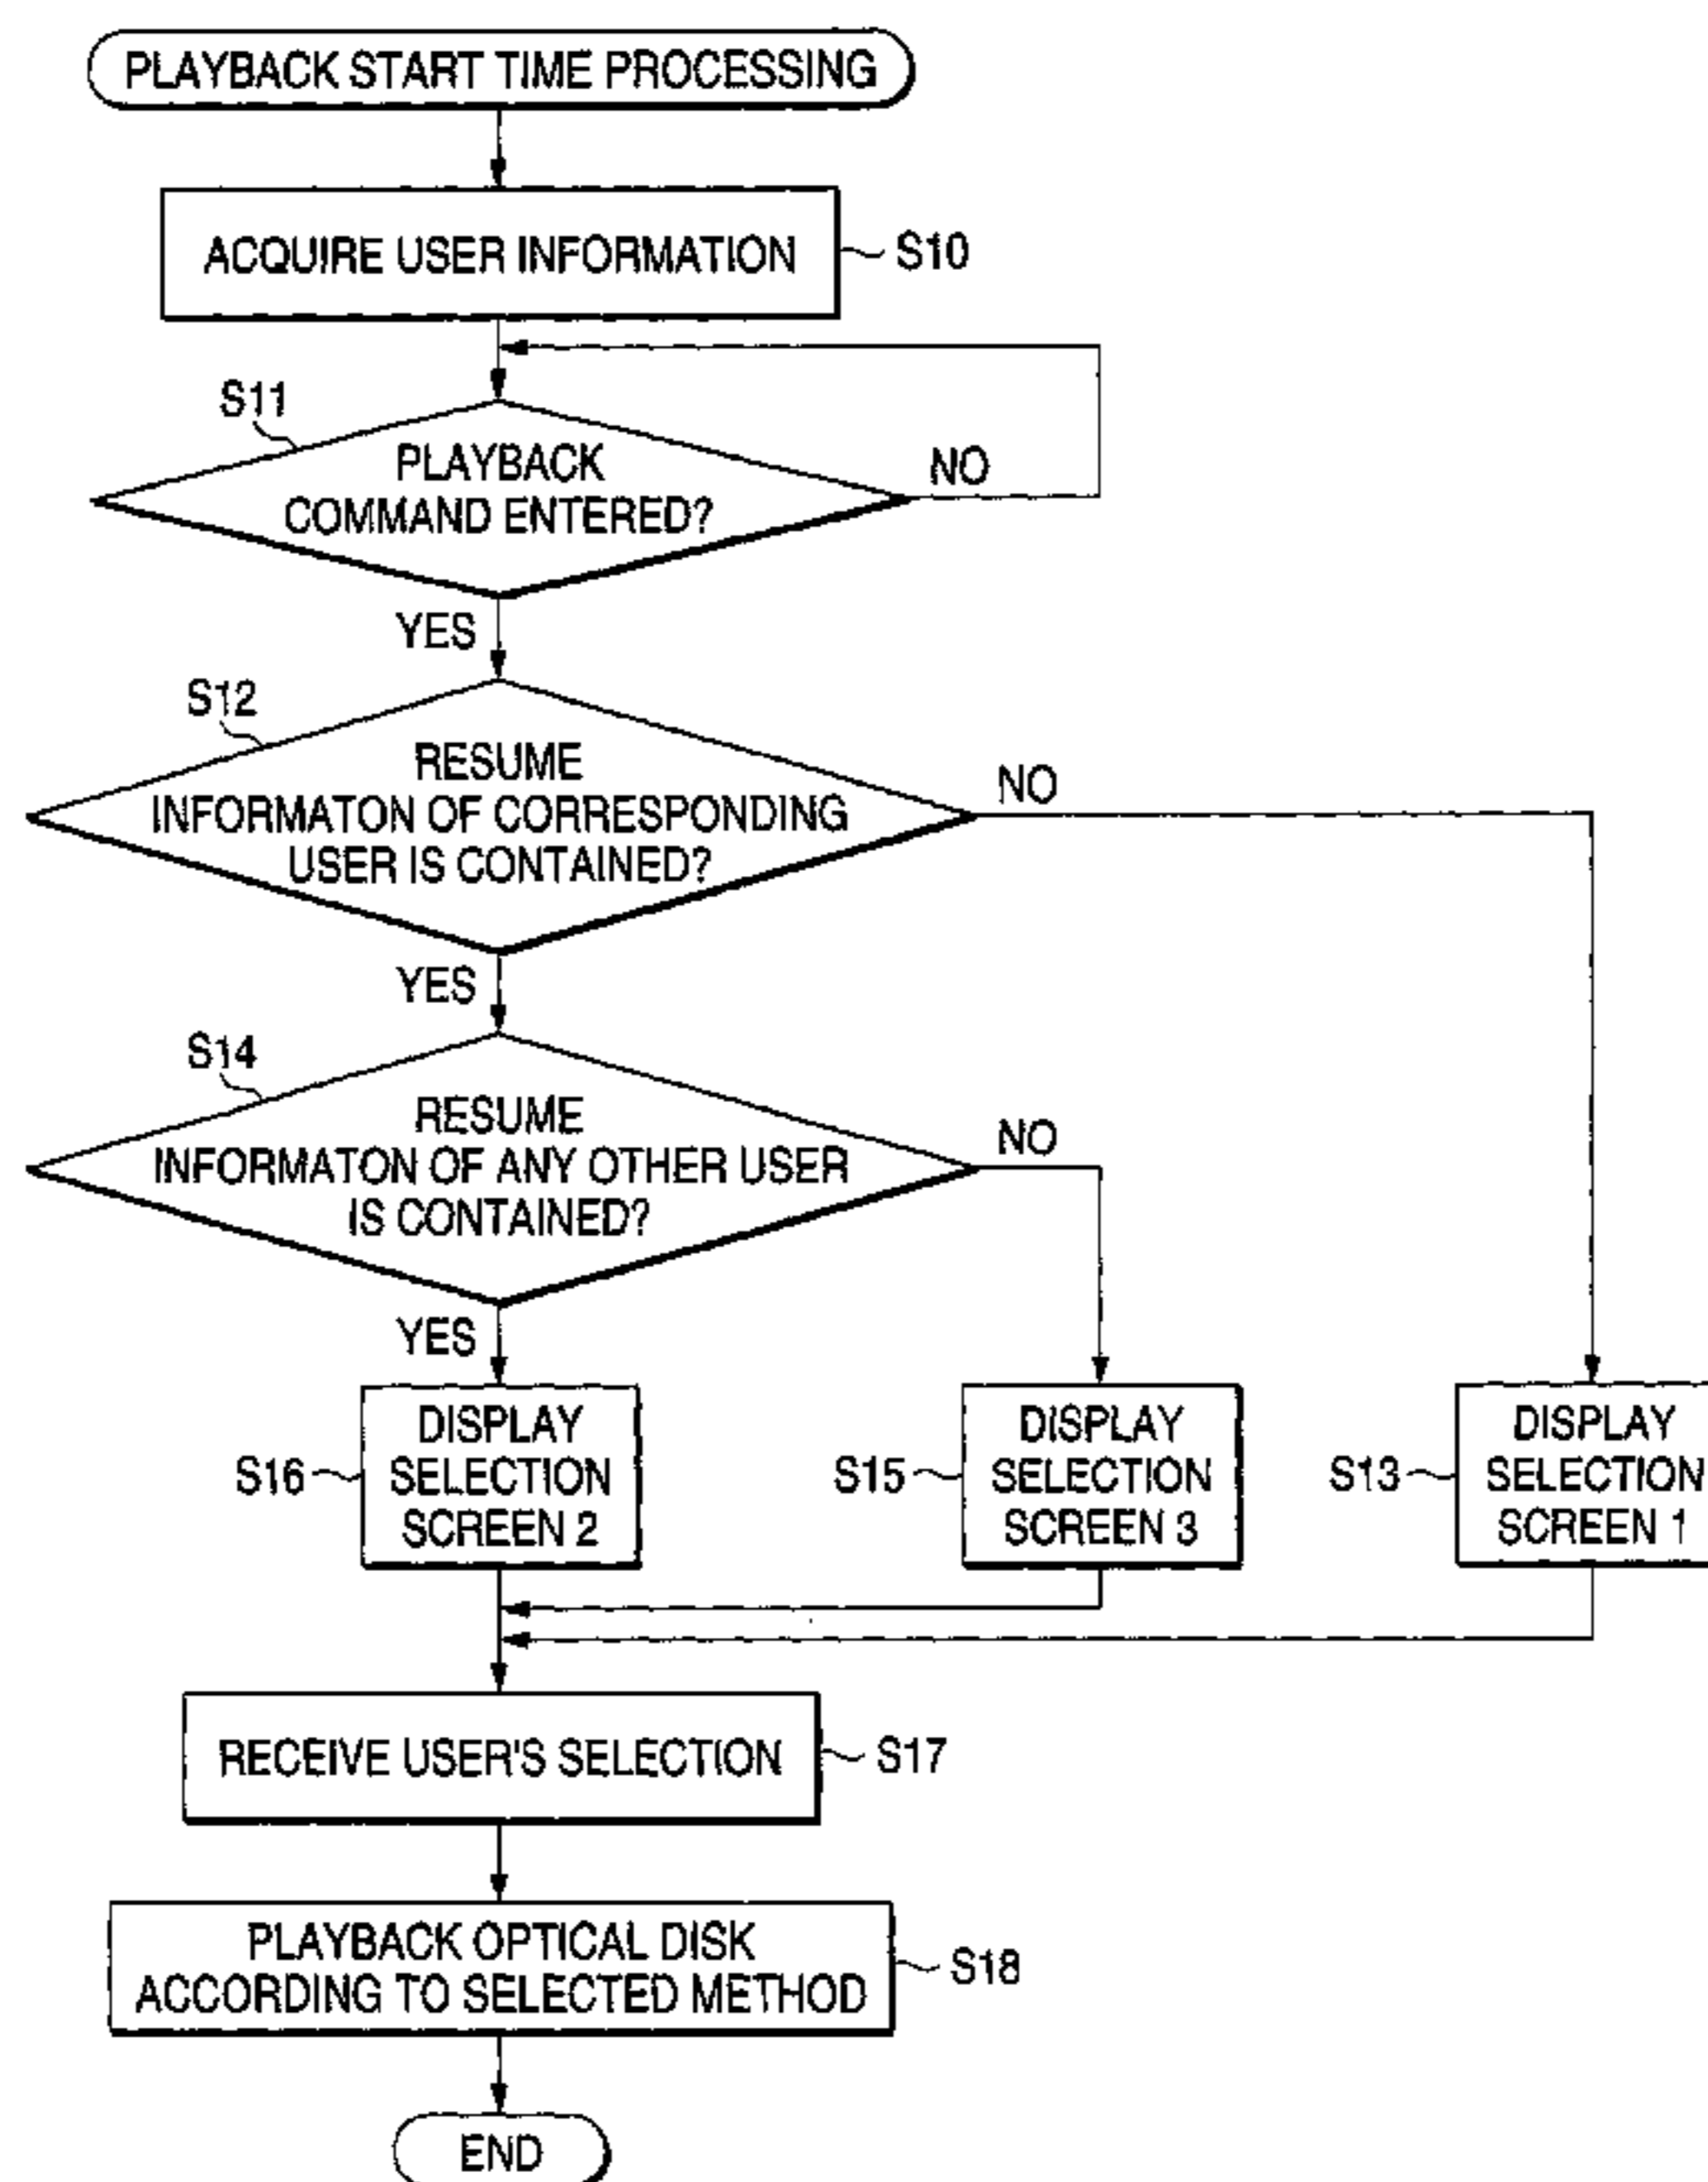 PLAYBACK START TIME PROCESSING
ACQUIRE USER INFORMATION
S10
S11
PLAYBACK
COMMAND ENTERED?
NO
YES
S12
RESUME
INFORMATON OF CORRESPONDING
USER IS CONTAINED?
NO
YES
S14
RESUME
INFORMATON OF ANY OTHER USER
IS CONTAINED?
NO
YES
S16
DISPLAY
SELECTION
SCREEN 2
S15
DISPLAY
SELECTION
SCREEN 3
S13
DISPLAY
SELECTION
SCREEN 1
RECEIVE USER'S SELECTION
S17
PLAYBACK OPTICAL DISK
ACCORDING TO SELECTED METHOD
S18
END